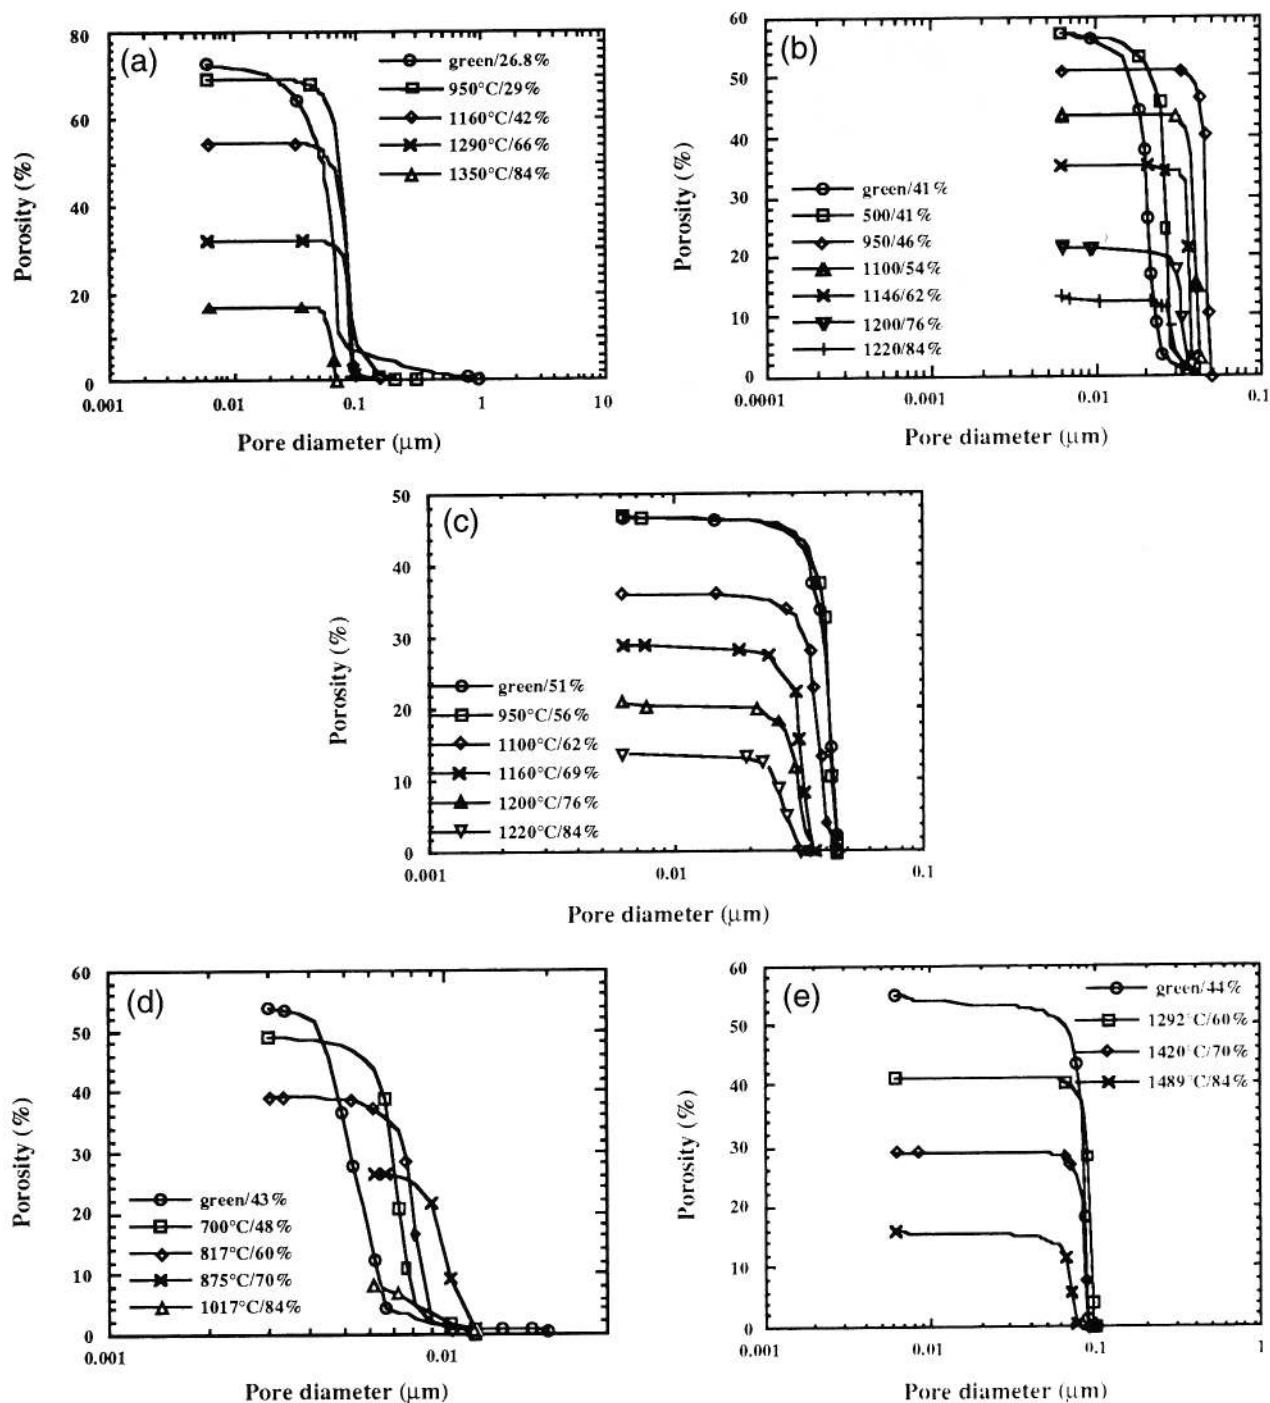 (a)
80
60
40
20
0
Porosity (%)
green/26.8%
950°C/29%
1160°C/42%
1290°C/66%
1350°C/84%
0.001 0.01 0.1 1 10
Pore diameter (μm)
(b)
60
50
40
30
20
10
0
Porosity (%)
green/41%
500/41%
950/46%
1100/54%
1146/62%
1200/76%
1220/84%
0.0001 0.001 0.01 0.1
Pore diameter (μm)
(c)
50
40
30
20
10
0
Porosity (%)
green/51%
950°C/56%
1100°C/62%
1160°C/69%
1200°C/76%
1220°C/84%
0.001 0.01 0.1
Pore diameter (μm)
(d)
60
50
40
30
20
10
0
Porosity (%)
green/43%
700°C/48%
817°C/60%
875°C/70%
1017°C/84%
0.001 0.01
Pore diameter (μm)
(e)
60
50
40
30
20
10
0
Porosity (%)
green/44%
1292°C/60%
1420°C/70%
1489°C/84%
0.001 0.01 0.1 1
Pore diameter (μm)